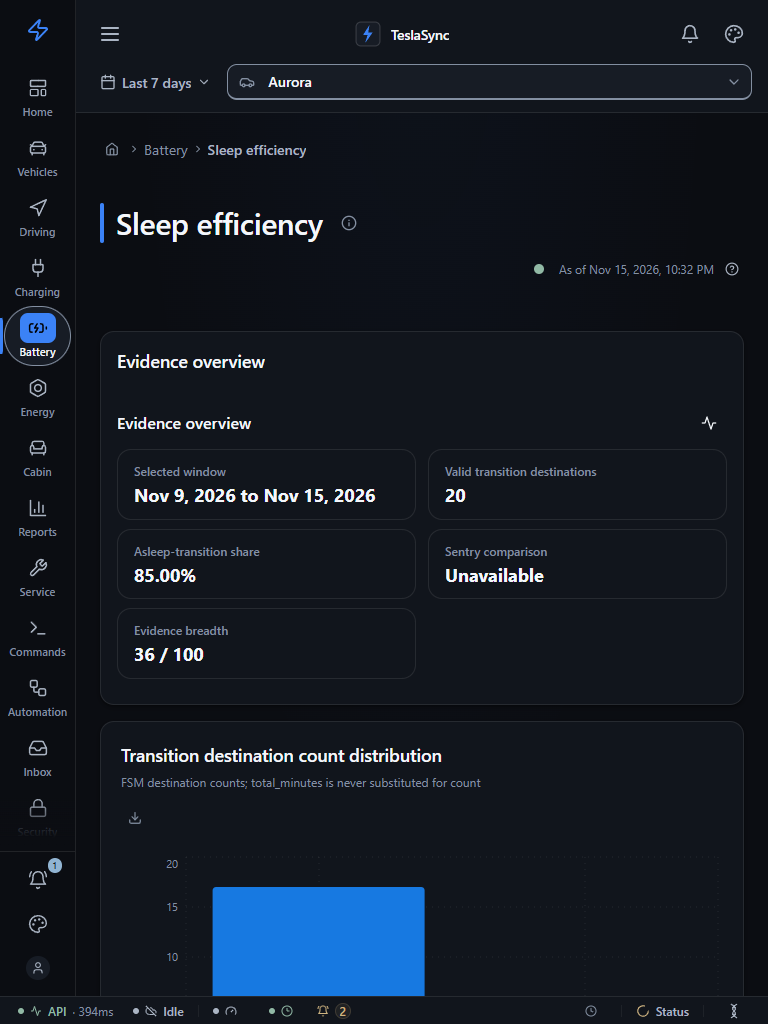 TeslaSync
Last 7 days
Aurora
Home
Vehicles
Driving
Charging
Battery
Energy
Cabin
Reports
Service
Commands
Automation
Inbox
Security
1
Battery
Sleep efficiency
Sleep efficiency
As of Nov 15, 2026, 10:32 PM
Evidence overview
Evidence overview
Selected window
Nov 9, 2026 to Nov 15, 2026
Valid transition destinations
20
Asleep-transition share
85.00%
Sentry comparison
Unavailable
Evidence breadth
36 / 100
Transition destination count distribution
FSM destination counts; total_minutes is never substituted for count
20
15
10
API · 394ms
Idle
2
Status